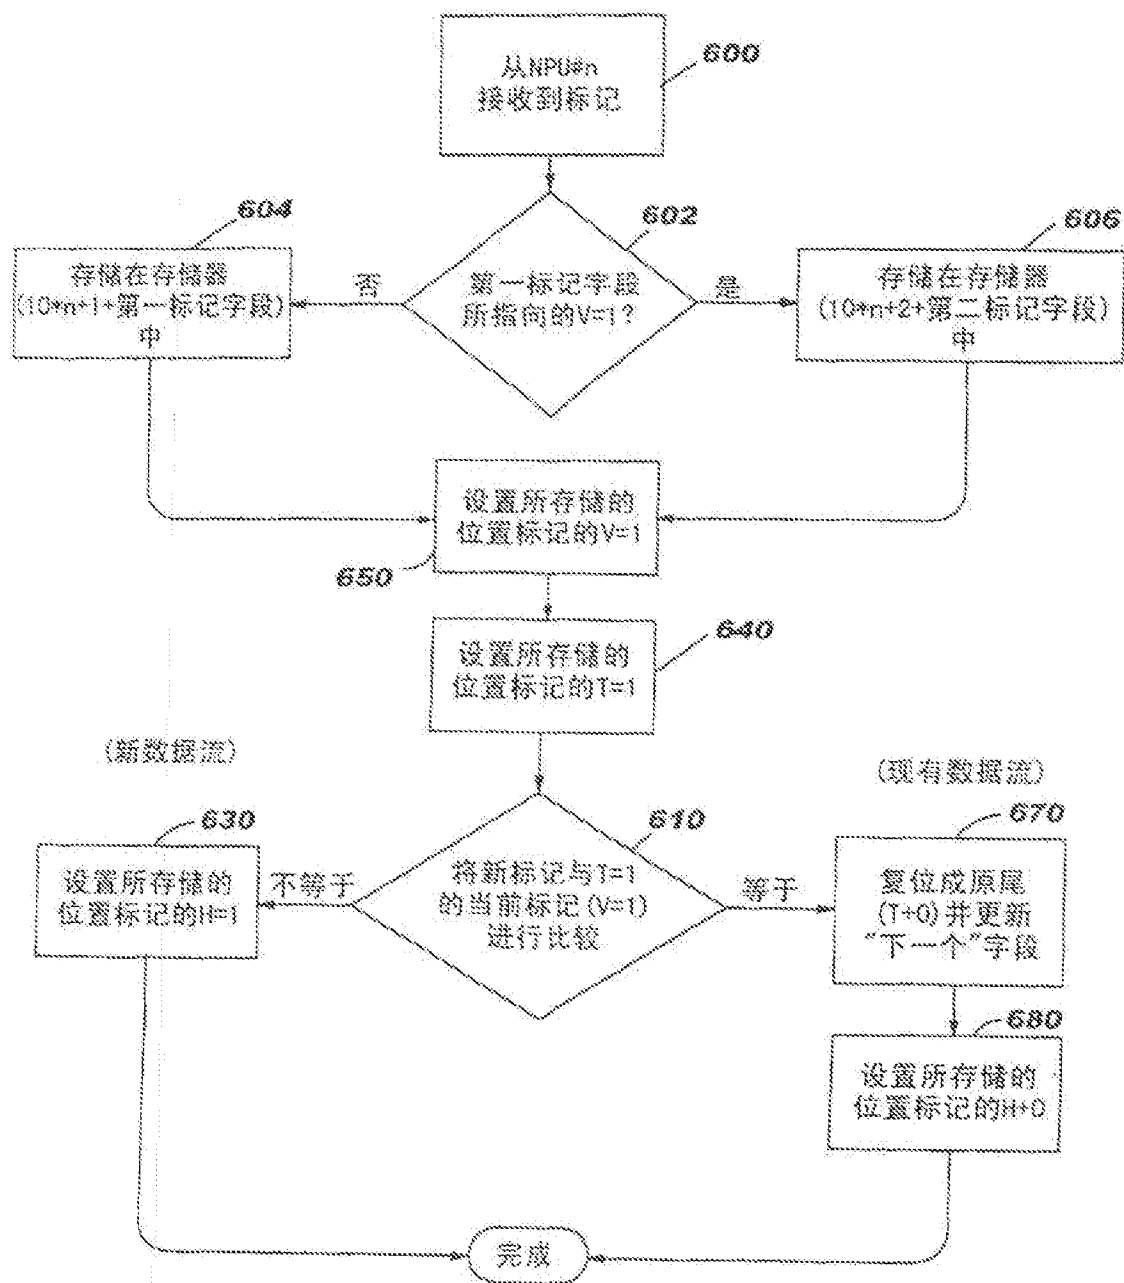 从NPU#n
接收到标记
600
602
604
606
存储在存储器
(10*n+1+第一标记字段)
中
否
第一标记字段
所指向的V=1?
是
存储在存储器
(10*n+2+第二标记字段)
中
设置所存储的
位置标记的V=1
650
设置所存储的
位置标记的T=1
640
(新数据流)
(现有数据流)
630
610
670
设置所存储的
位置标记的H=1
不等于
将新标记与T=1
的当前标记(V=1)
进行比较
等于
复位成原尾
(T+0)并更新
"下一个"字段
680
设置所存储的
位置标记的H+0
完成